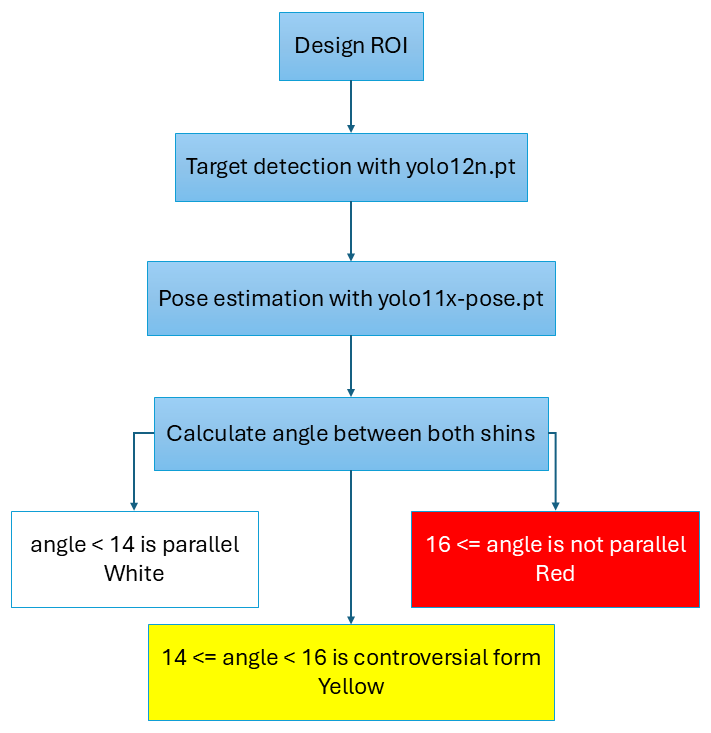 Design ROI
Target detection with yolo12n.pt
Pose estimation with yolo11x-pose.pt
Calculate angle between both shins
angle < 14 is parallel
White
16 <= angle is not parallel
Red
14 <= angle < 16 is controversial form
Yellow